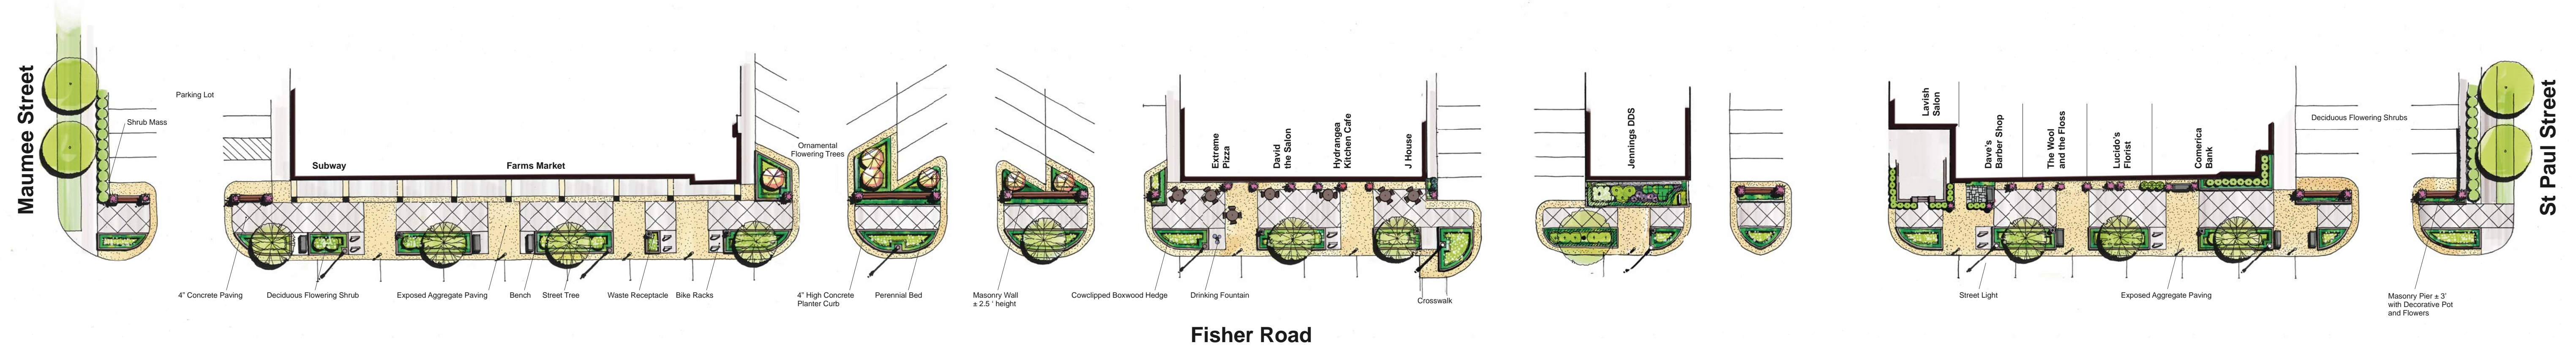 Maumee Street
Parking Lot
Shrub Mass
Subway
Farms Market
Ornamental
Flowering Trees
Extreme
Pizza
David
the Salon
Hydrangea
Kitchen Cafe
J House
Jennings DDS
Lavish
Salon
Dave's
Barber Shop
The Wool
and the Floss
Lucido's
Florist
Comerica
Bank
Deciduous Flowering Shrubs
St Paul Street
4" Concrete Paving
Deciduous Flowering Shrub
Exposed Aggregate Paving
Bench
Street Tree
Waste Receptacle
Bike Racks
4" High Concrete
Planter Curb
Perennial Bed
Masonry Wall
± 2.5 ' height
Cowclipped Boxwood Hedge
Drinking Fountain
Crosswalk
Street Light
Exposed Aggregate Paving
Masonry Pier ± 3'
with Decorative Pot
and Flowers
Fisher Road